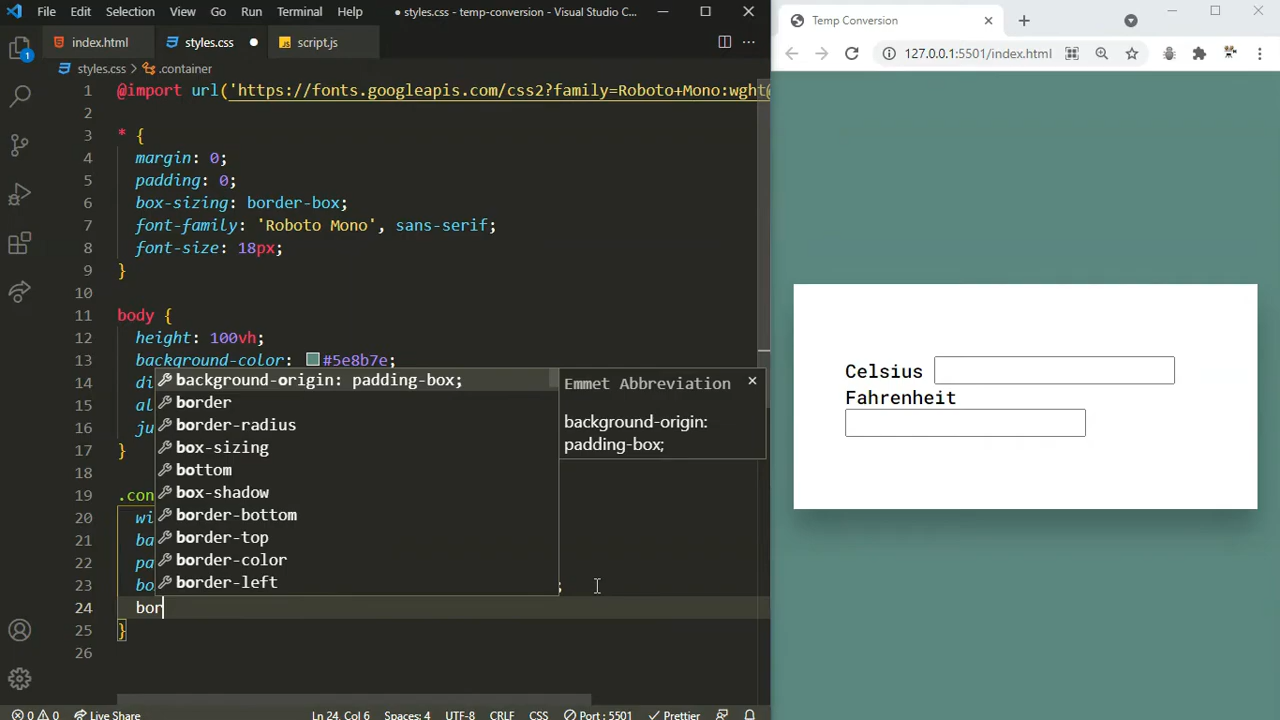 File Edit Selection View Go Run Terminal Help ● styles.css - temp-conversion - Visual Studio C...
index.html styles.css ● script.js
styles.css > .container
1 @import url('https://fonts.googleapis.com/css2?family=Roboto+Mono:wght@
2
3 * {
4 margin: 0;
5 padding: 0;
6 box-sizing: border-box;
7 font-family: 'Roboto Mono', sans-serif;
8 font-size: 18px;
9 }
10
11 body {
12 height: 100vh;
13 background-color: #5e8b7e;
14 di
15 al
16 ju
17 }
18
19 .con
20 wi
21 ba
22 pa
23 bo ;
24 bor
25 }
26
background-origin: padding-box;
border
border-radius
box-sizing
bottom
box-shadow
border-bottom
border-top
border-color
border-left
Emmet Abbreviation
background-origin:
padding-box;
1
0 0 Live Share Ln 24, Col 6 Spaces: 4 UTF-8 CRLF CSS Port : 5501 Prettier
Temp Conversion
127.0.0.1:5501/index.html
Celsius
Fahrenheit